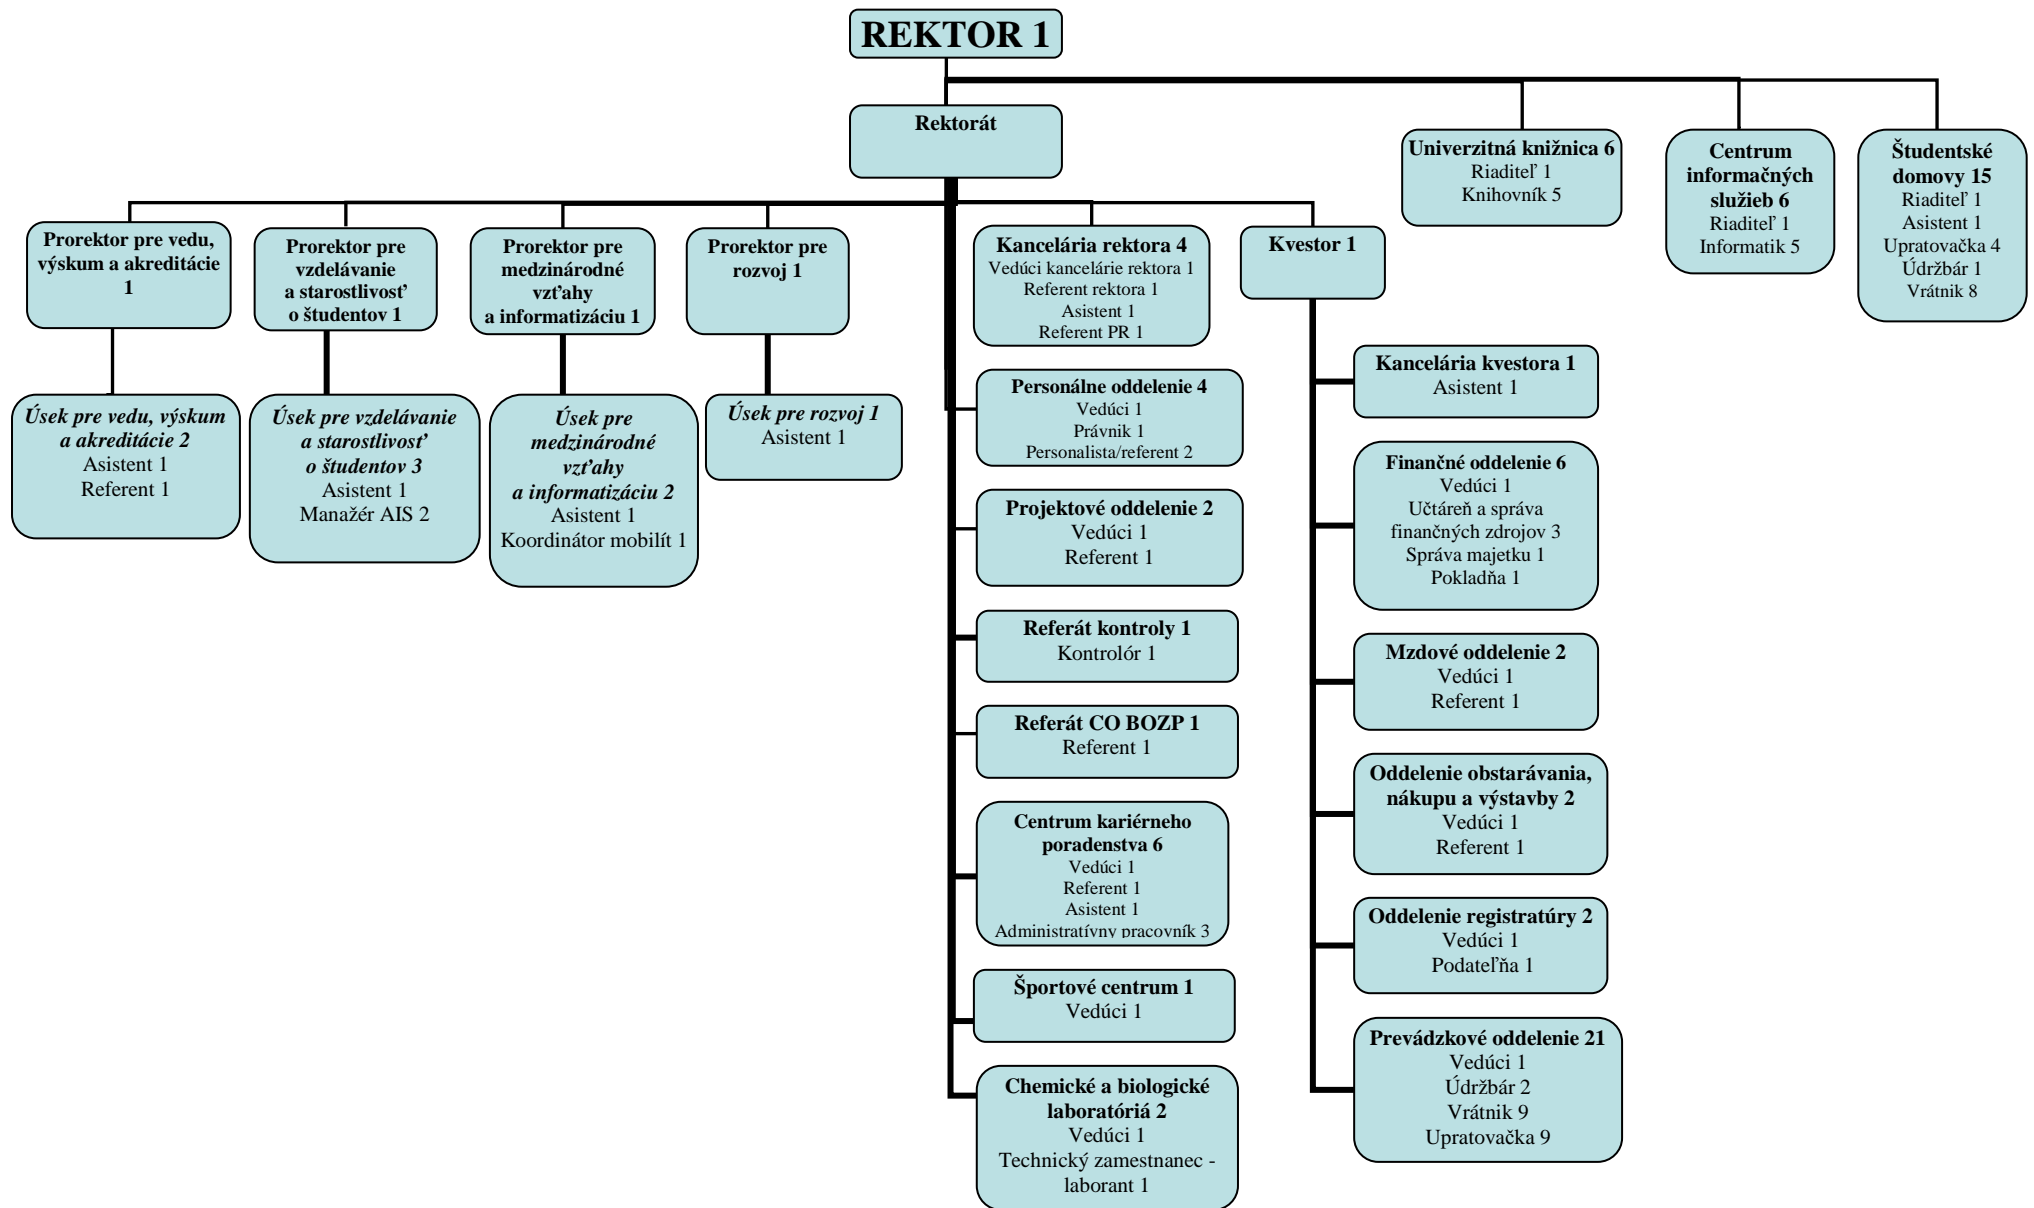 REKTOR 1
Rektorát
Univerzitná knižnica 6
Riaditeľ 1
Knihovník 5
Centrum
informačných
služieb 6
Riaditeľ 1
Informatik 5
Študentské
domovy 15
Riaditeľ 1
Asistent 1
Upratovačka 4
Údržbár 1
Vrátnik 8
Prorektor pre vedu,
výskum a akreditácie
1
Prorektor pre
vzdelávanie
a starostlivosť
o študentov 1
Prorektor pre
medzinárodné
vzťahy
a informatizáciu 1
Prorektor pre
rozvoj 1
Kancelária rektora 4
Vedúci kancelárie rektora 1
Referent rektora 1
Asistent 1
Referent PR 1
Kvestor 1
Úsek pre vedu, výskum
a akreditácie 2
Asistent 1
Referent 1
Úsek pre vzdelávanie
a starostlivosť
o študentov 3
Asistent 1
Manažér AIS 2
Úsek pre
medzinárodné
vzťahy
a informatizáciu 2
Asistent 1
Koordinátor mobilít 1
Úsek pre rozvoj 1
Asistent 1
Personálne oddelenie 4
Vedúci 1
Právnik 1
Personalista/referent 2
Projektové oddelenie 2
Vedúci 1
Referent 1
Referát kontroly 1
Kontrolór 1
Referát CO BOZP 1
Referent 1
Centrum kariérneho
poradenstva 6
Vedúci 1
Referent 1
Asistent 1
Administratívny pracovník 3
Športové centrum 1
Vedúci 1
Chemické a biologické
laboratóriá 2
Vedúci 1
Technický zamestnanec -
laborant 1
Kancelária kvestora 1
Asistent 1
Finančné oddelenie 6
Vedúci 1
Učtáreň a správa
finančných zdrojov 3
Správa majetku 1
Pokladňa 1
Mzdové oddelenie 2
Vedúci 1
Referent 1
Oddelenie obstarávania,
nákupu a výstavby 2
Vedúci 1
Referent 1
Oddelenie registratúry 2
Vedúci 1
Podateľňa 1
Prevádzkové oddelenie 21
Vedúci 1
Údržbár 2
Vrátnik 9
Upratovačka 9